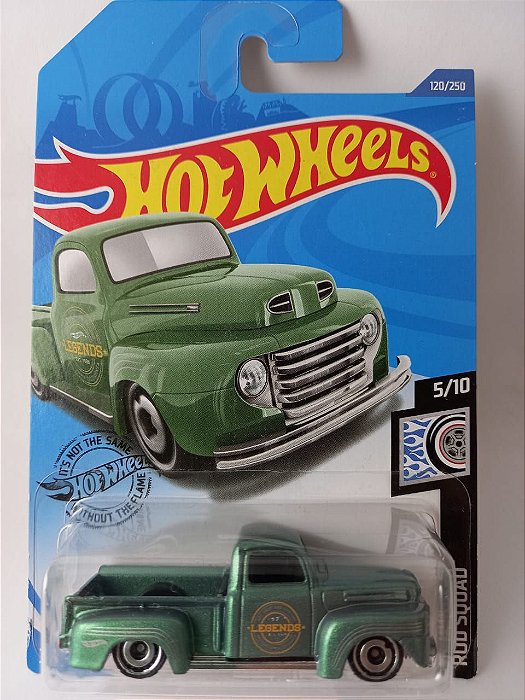 120/250
HOT WHEELS®
LEGENDS
5/10
IT'S NOT THE SAME
HOT WHEELS
WITHOUT THE FLAME
ROD SQUAD
LEGENDS